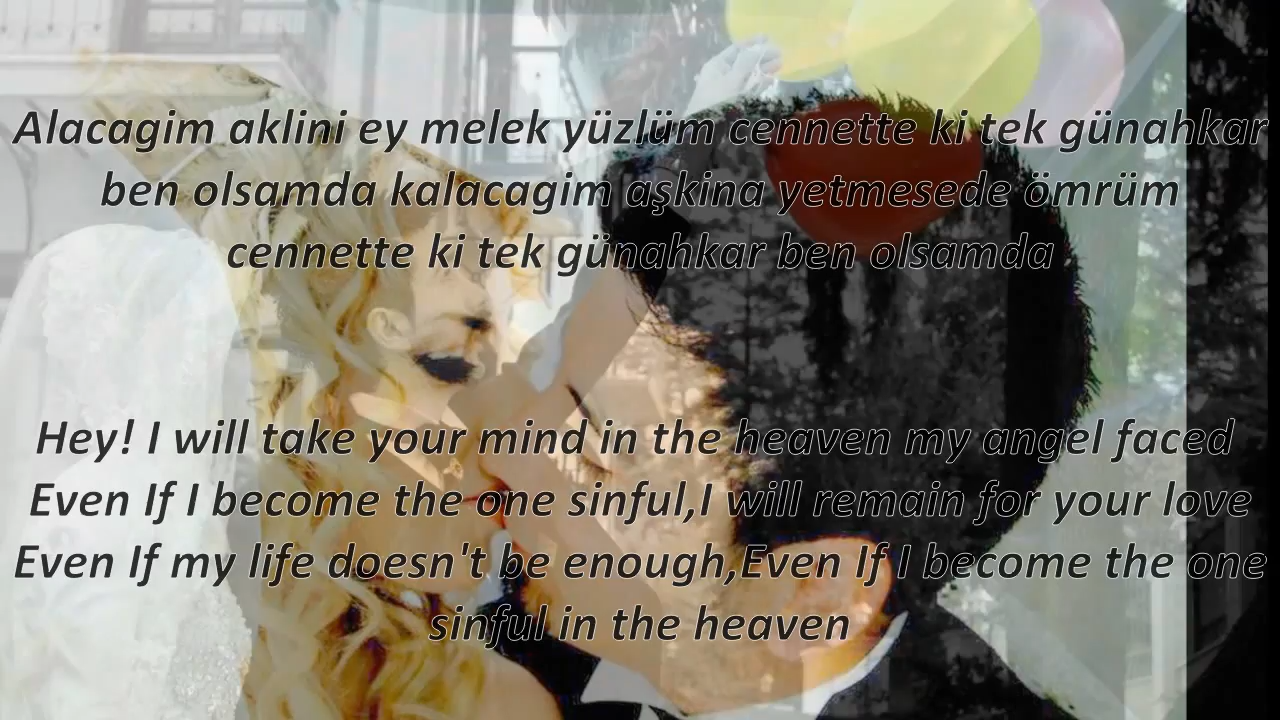 Alacagim aklini ey melek yüzlüm cennette ki tek günahkar
ben olsamda kalacagim aşkina yetmesede ömrüm
cennette ki tek günahkar ben olsamda
Hey! I will take your mind in the heaven my angel faced
Even If I become the one sinful,I will remain for your love
Even If my life doesn't be enough,Even If I become the one
sinful in the heaven